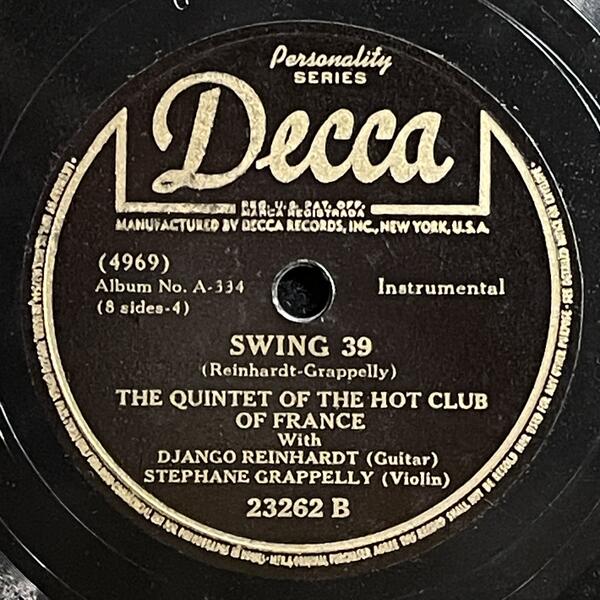 Personality
SERIES
Decca
REG. U.S. PAT. OFF.
MARCA REGISTRADA
MANUFACTURED BY DECCA RECORDS, INC., NEW YORK, U.S.A.
(4969)
Album No. A-334
Instrumental
(8 sides-4)
SWING 39
(Reinhardt-Grappelly)
THE QUINTET OF THE HOT CLUB
OF FRANCE
With
DJANGO REINHARDT (Guitar)
STEPHANE GRAPPELLY (Violin)
23262 B